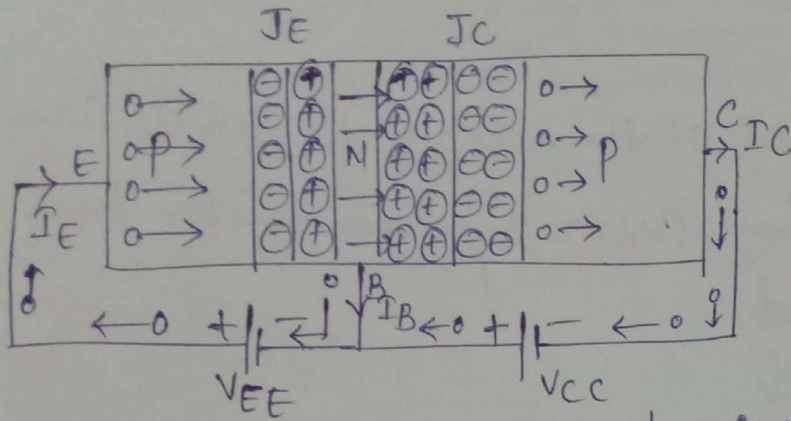 JE JC
E P N P C IC
IE
B
IB
+ − + −
VEE VCC